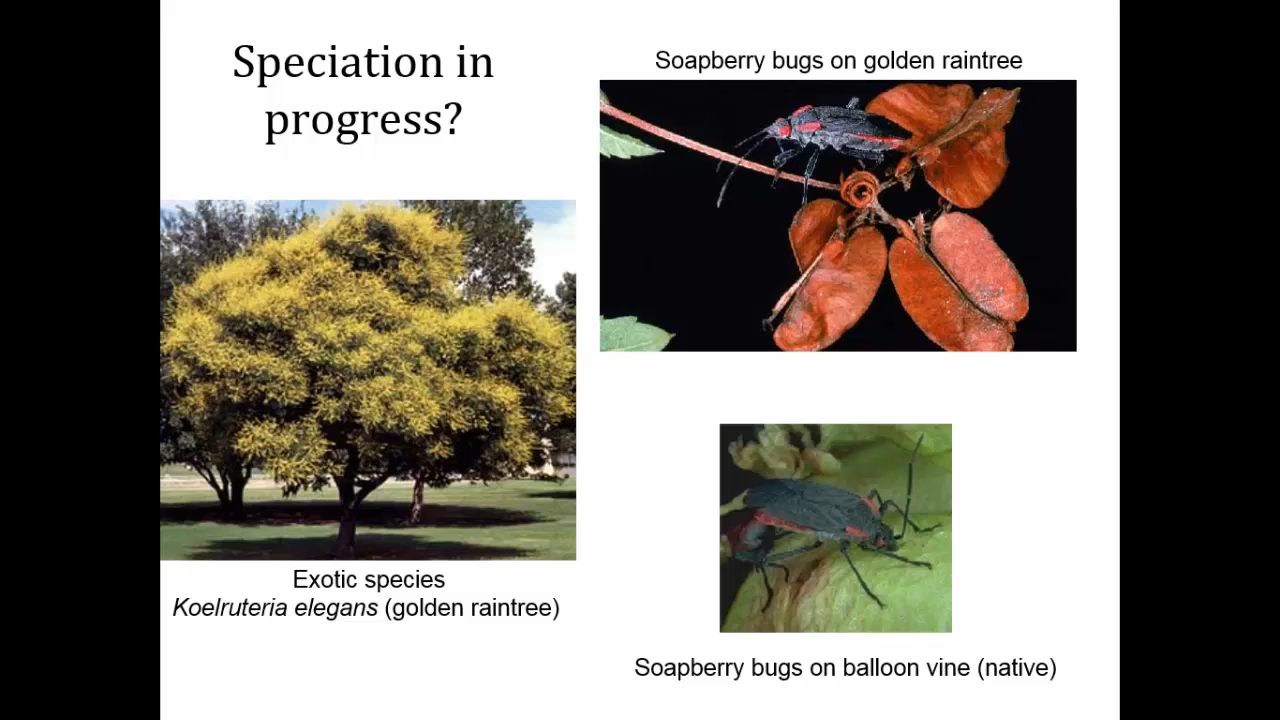 Speciation in
progress?
Soapberry bugs on golden raintree
Exotic species
Koelruteria elegans (golden raintree)
Soapberry bugs on balloon vine (native)